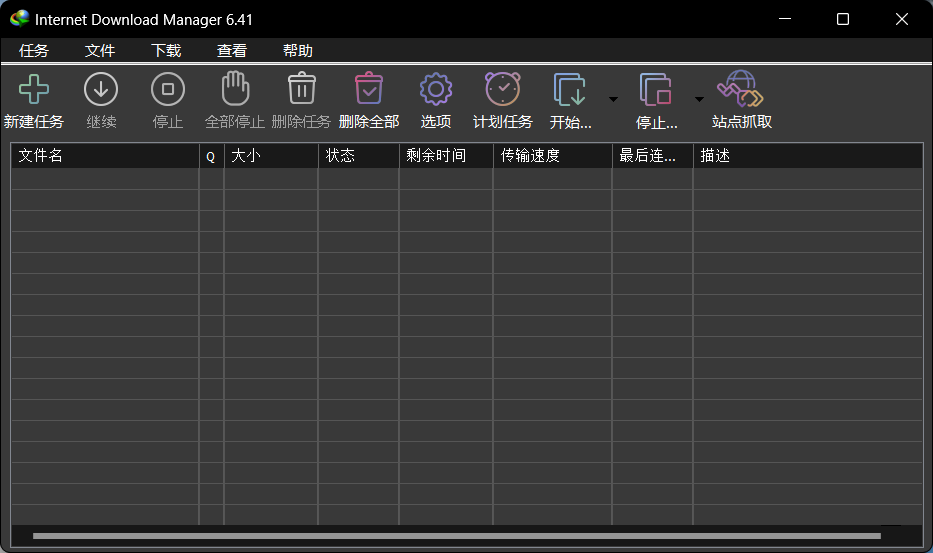 Internet Download Manager 6.41
任务 文件 下载 查看 帮助
新建任务 继续 停止 全部停止 删除任务 删除全部 选项 计划任务 开始... 停止... 站点抓取
文件名 Q 大小 状态 剩余时间 传输速度 最后连... 描述